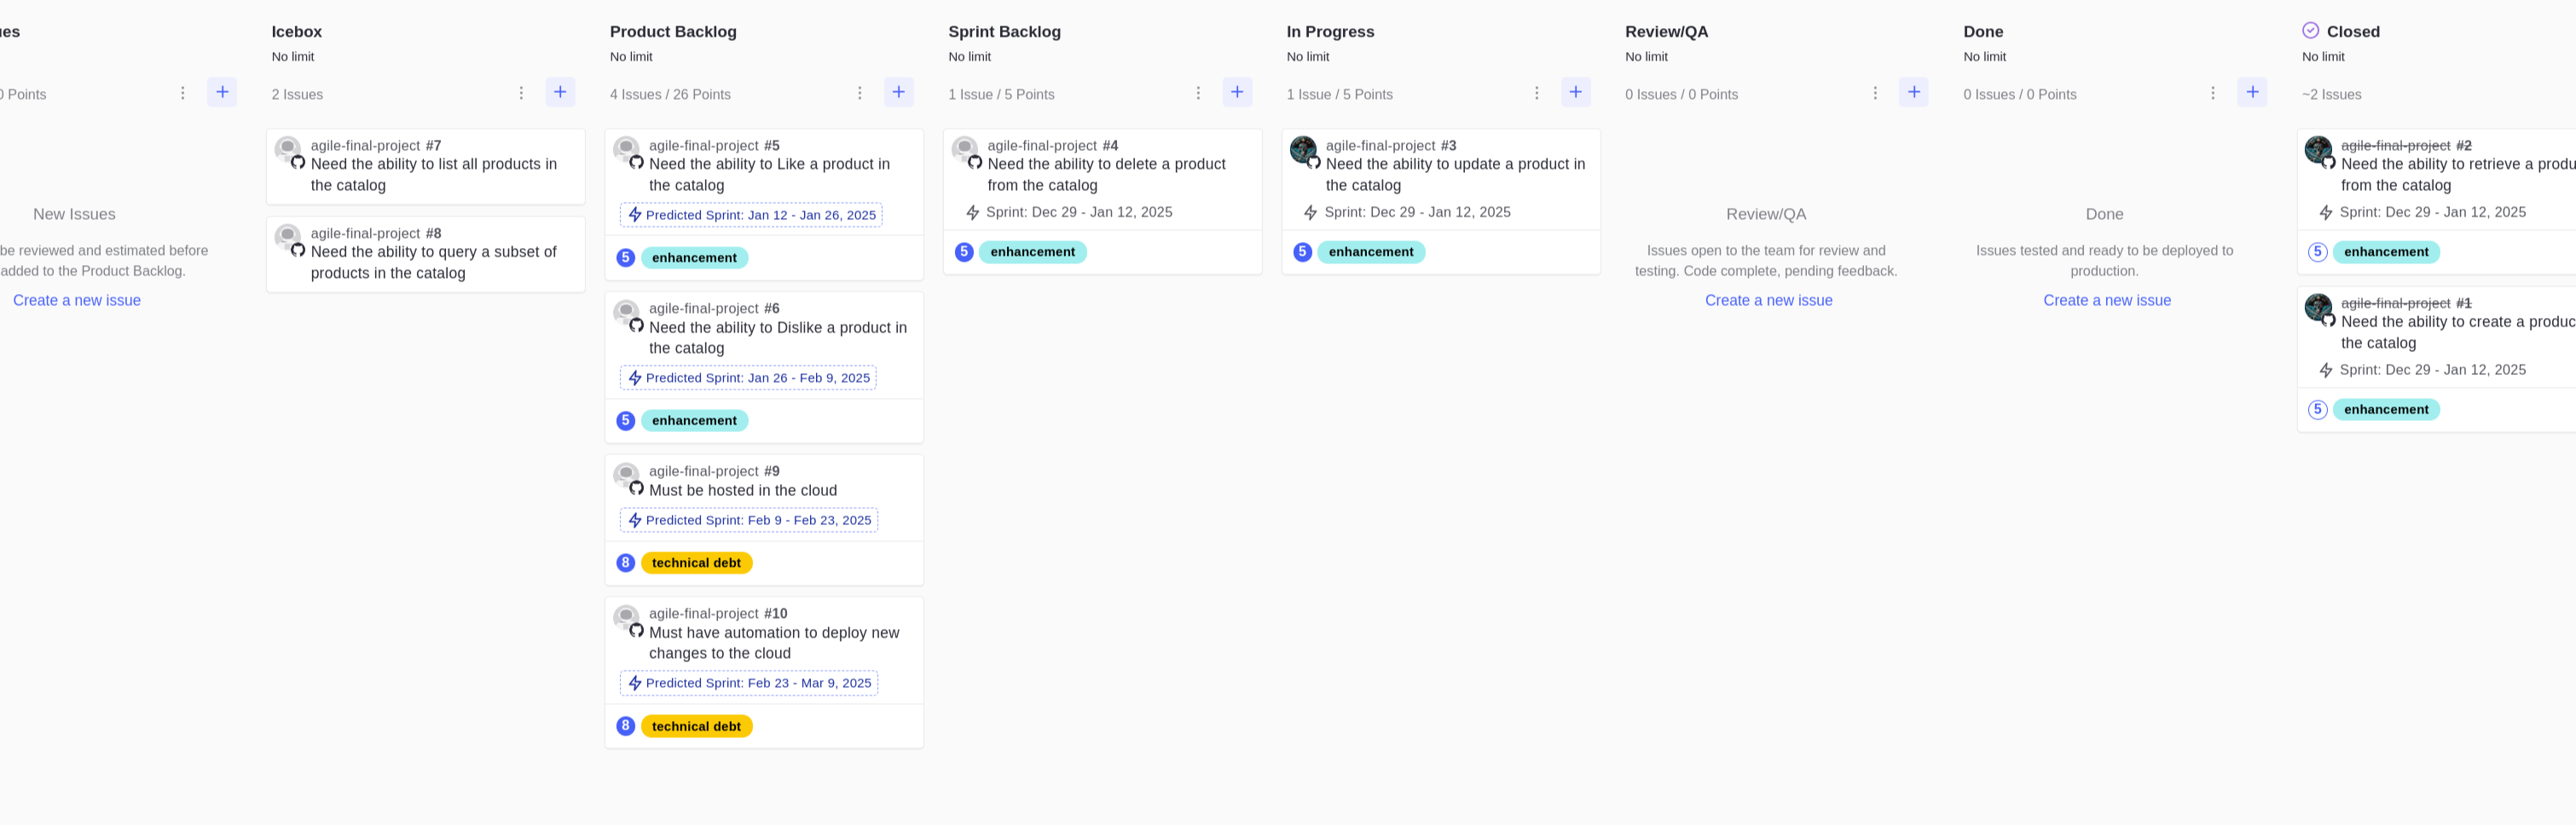 ues
0 Points
New Issues
be reviewed and estimated before
added to the Product Backlog.
Create a new issue
Icebox
No limit
2 Issues
agile-final-project #7
Need the ability to list all products in
the catalog
agile-final-project #8
Need the ability to query a subset of
products in the catalog
Product Backlog
No limit
4 Issues / 26 Points
agile-final-project #5
Need the ability to Like a product in
the catalog
Predicted Sprint: Jan 12 - Jan 26, 2025
5 enhancement
agile-final-project #6
Need the ability to Dislike a product in
the catalog
Predicted Sprint: Jan 26 - Feb 9, 2025
5 enhancement
agile-final-project #9
Must be hosted in the cloud
Predicted Sprint: Feb 9 - Feb 23, 2025
8 technical debt
agile-final-project #10
Must have automation to deploy new
changes to the cloud
Predicted Sprint: Feb 23 - Mar 9, 2025
8 technical debt
Sprint Backlog
No limit
1 Issue / 5 Points
agile-final-project #4
Need the ability to delete a product
from the catalog
Sprint: Dec 29 - Jan 12, 2025
5 enhancement
In Progress
No limit
1 Issue / 5 Points
agile-final-project #3
Need the ability to update a product in
the catalog
Sprint: Dec 29 - Jan 12, 2025
5 enhancement
Review/QA
No limit
0 Issues / 0 Points
Review/QA
Issues open to the team for review and
testing. Code complete, pending feedback.
Create a new issue
Done
No limit
0 Issues / 0 Points
Done
Issues tested and ready to be deployed to
production.
Create a new issue
Closed
No limit
~2 Issues
agile-final-project #2
Need the ability to retrieve a produ
from the catalog
Sprint: Dec 29 - Jan 12, 2025
5 enhancement
agile-final-project #1
Need the ability to create a produc
the catalog
Sprint: Dec 29 - Jan 12, 2025
5 enhancement